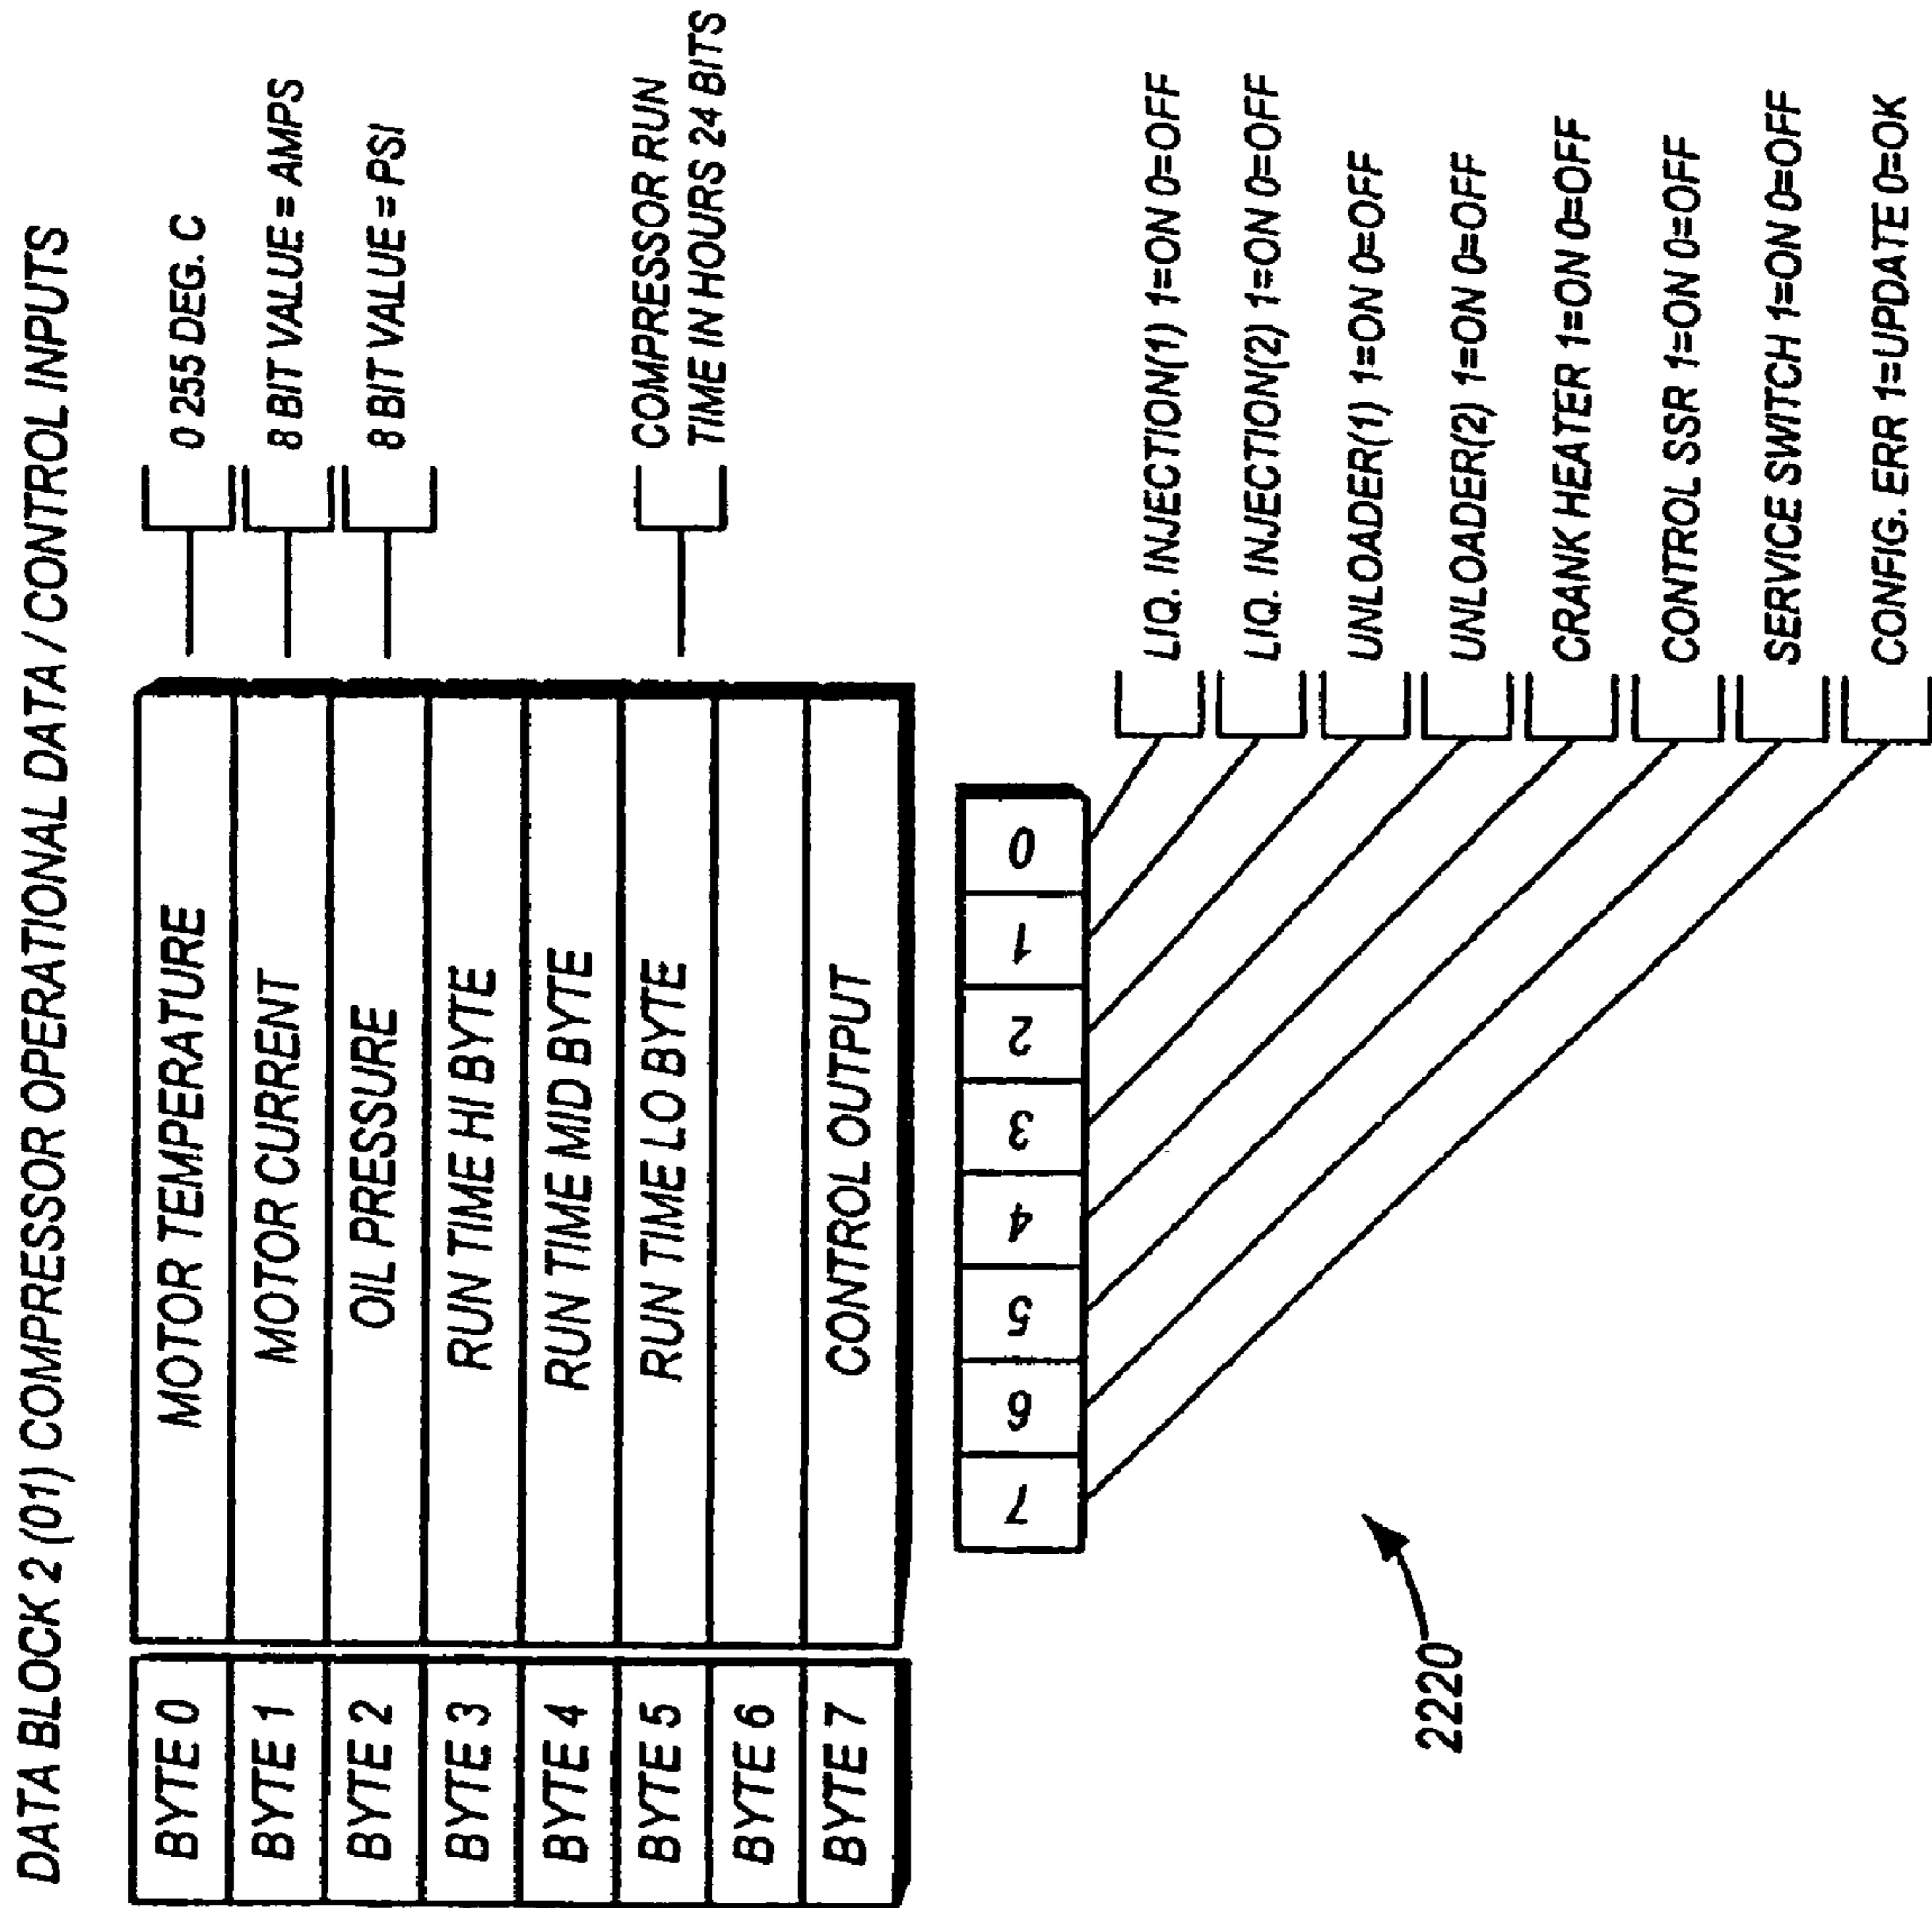 DATA BLOCK 2 (01) COMPRESSOR OPERATIONAL DATA / CONTROL INPUTS
BYTE 0 MOTOR TEMPERATURE 0 255 DEG. C
BYTE 1 MOTOR CURRENT 8 BIT VALUE = AMPS
BYTE 2 OIL PRESSURE 8 BIT VALUE = PSI
BYTE 3 RUN TIME HI BYTE
BYTE 4 RUN TIME MID BYTE
BYTE 5 RUN TIME LO BYTE
COMPRESSOR RUN
TIME IN HOURS 24 BITS
BYTE 6
BYTE 7 CONTROL OUTPUT
7 6 5 4 3 2 1 0
LIQ. INJECTION(1) 1=ON 0=OFF
LIQ. INJECTION(2) 1=ON 0=OFF
UNLOADER(1) 1=ON 0=OFF
UNLOADER(2) 1=ON 0=OFF
CRANK HEATER 1=ON 0=OFF
CONTROL SSR 1=ON 0=OFF
SERVICE SWITCH 1=ON 0=OFF
CONFIG. ERR 1=UPDATE 0=OK
2220